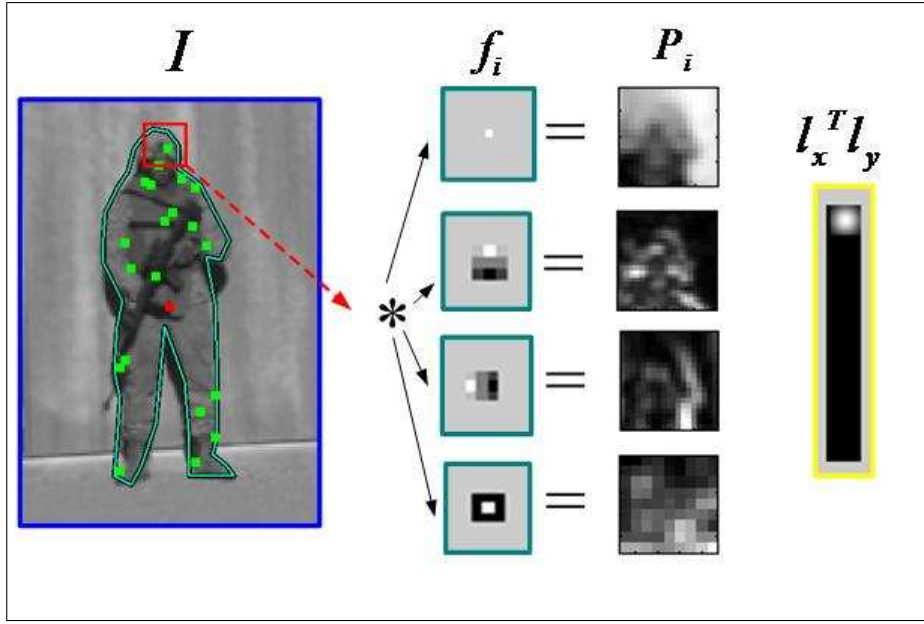 I
f_i
P_i
l_x^T l_y
*
=
=
=
=